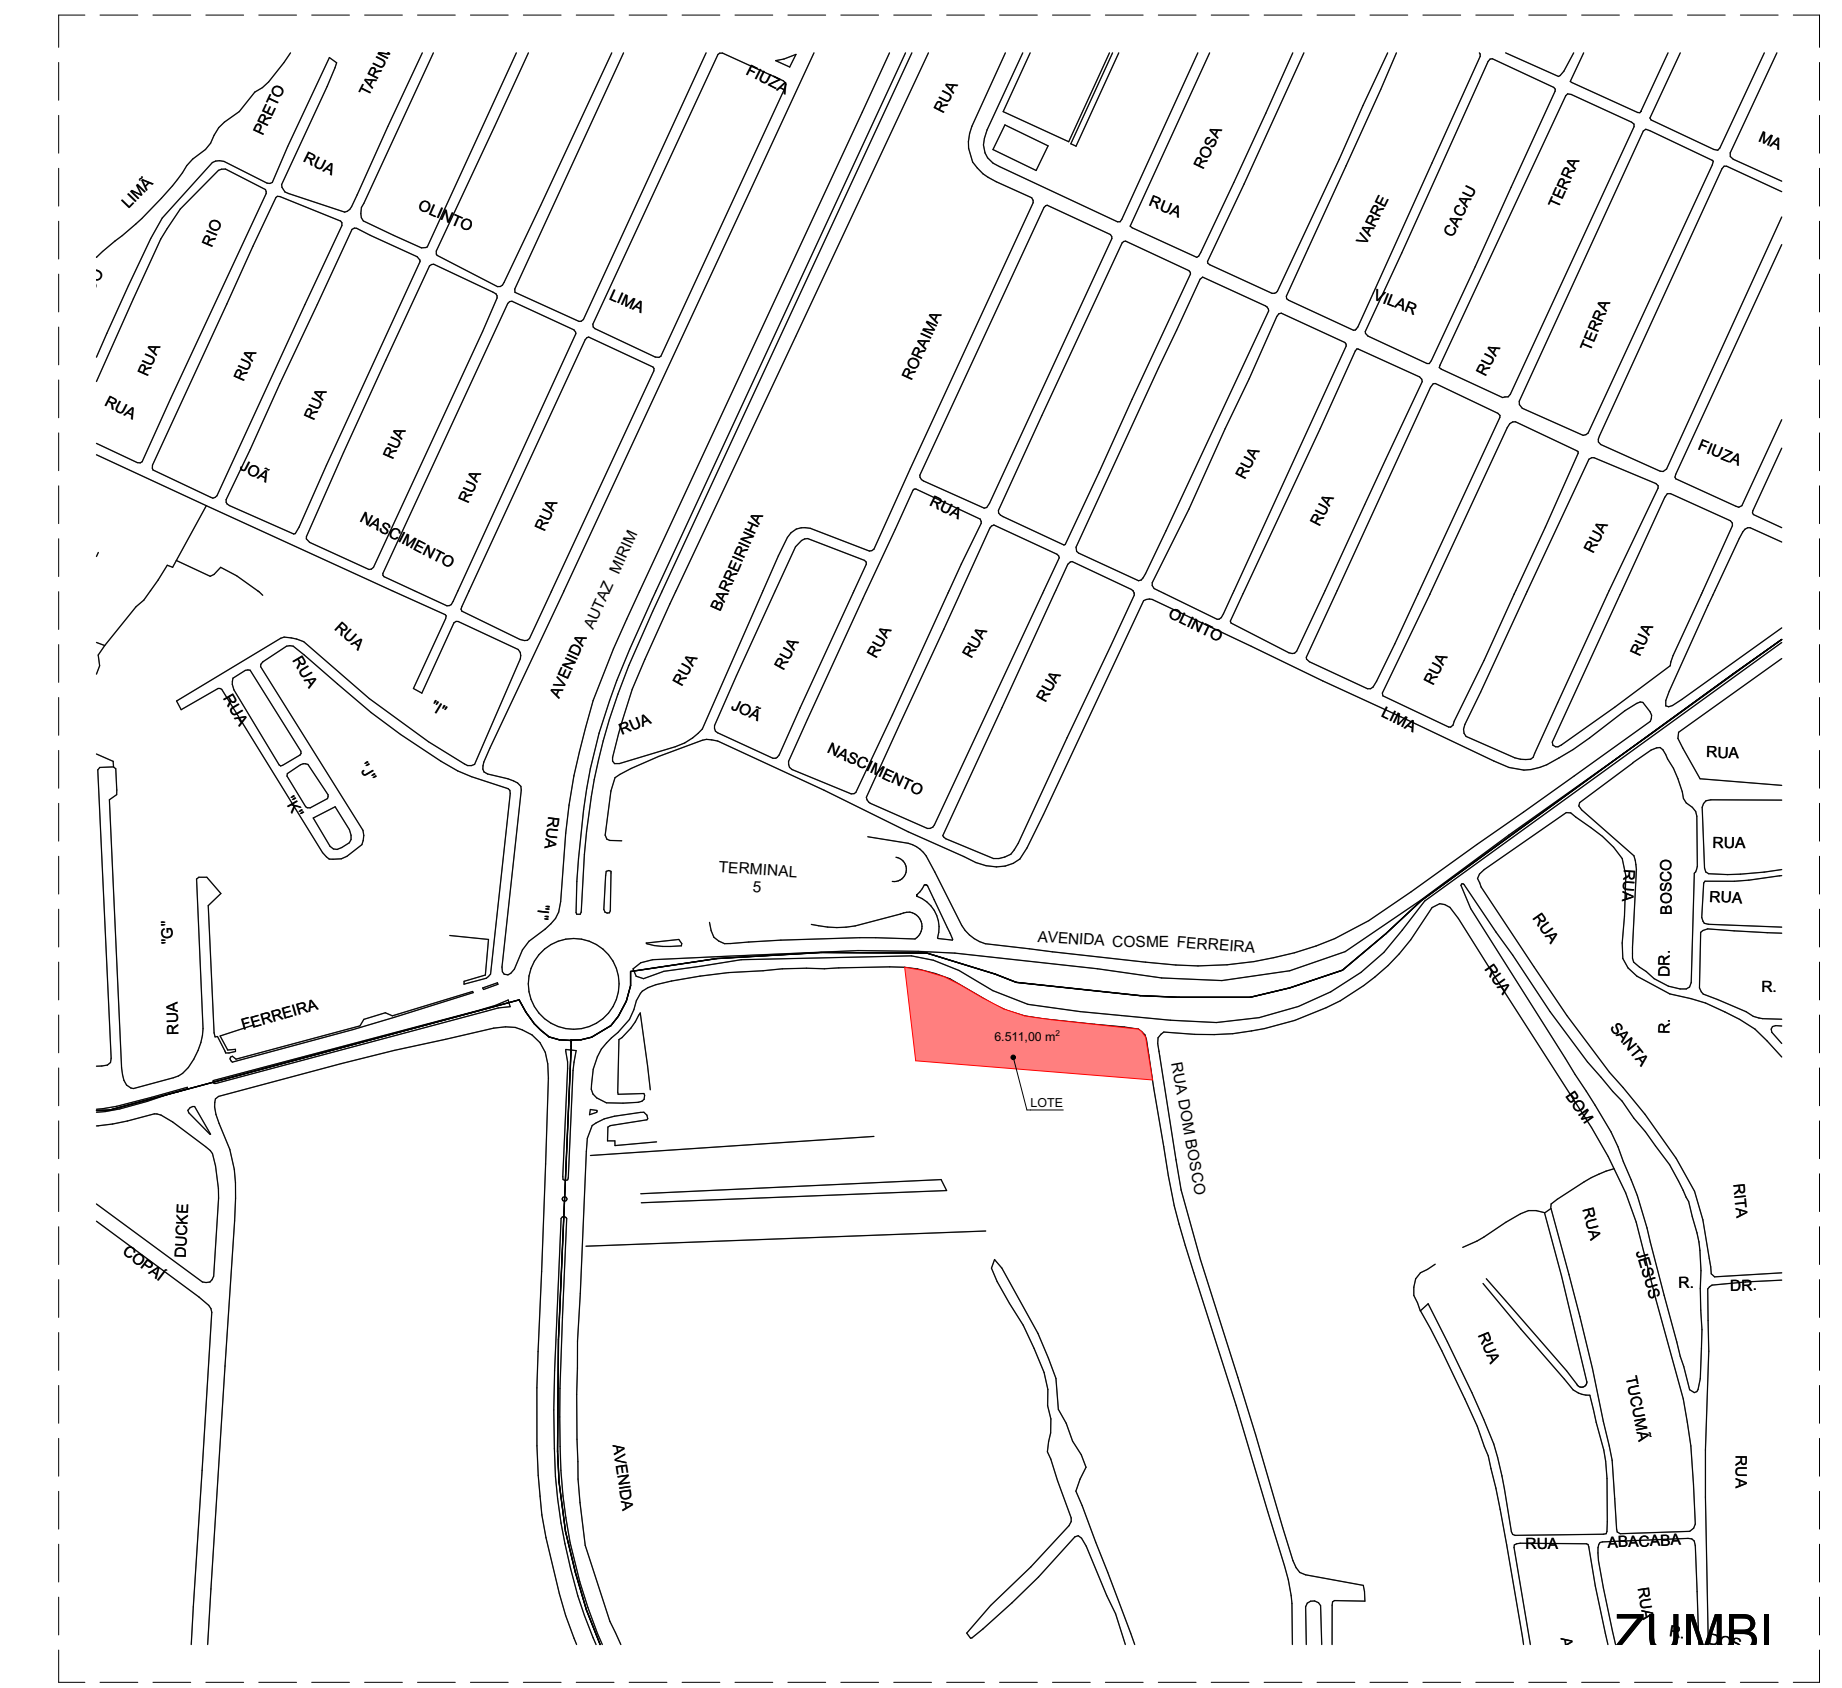 TARUM
FIUZA
PRETO
RUA
RUA
ROSA
MA
LIMÃ
RIO
OLINTO
RUA
VARRE
CACAU
TERRA
LIMA
VILAR
TERRA
RUA
RUA
RUA
RUA
RORAIMA
RUA
RUA
JOÃ
NASCIMENTO
RUA
RUA
RUA
RUA
RUA
RUA
RUA
FIUZA
AVENIDA AUTAZ MIRIM
BARREIRINHA
RUA
RUA
RUA
"I"
RUA
RUA
RUA
RUA
RUA
RUA
OLINTO
RUA
RUA
LIMA
"J"
"K"
RUA
JOÃ
NASCIMENTO
RUA
RUA
"I"
TERMINAL
5
RUA
RUA
BOSCO
RUA
"G"
RUA
FERREIRA
AVENIDA COSME FERREIRA
RUA
DR.
R.
R.
RUA
SANTA
6.511,00 m²
LOTE
RUA DOM BOSCO
BOM
RITA
DUCKE
COPAÍ
RUA
JESUS
R.
DR.
RUA
TUCUMÃ
AVENIDA
RUA
RUA
ABACABA
RUA
R.
ZUMBI